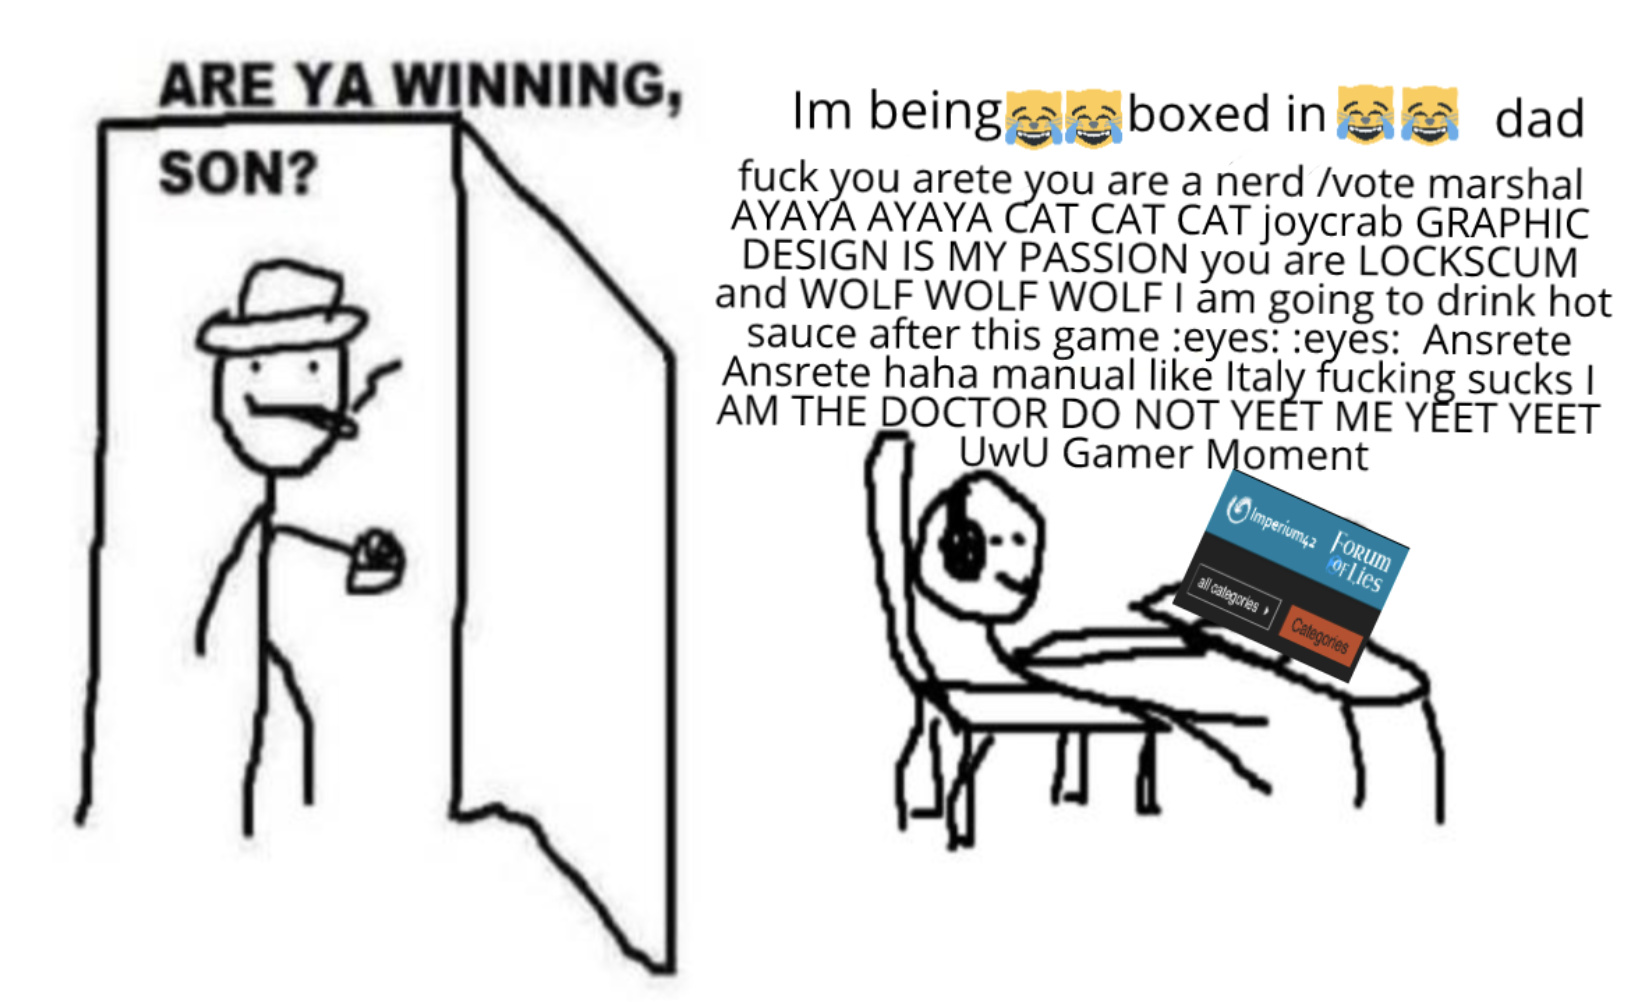 ARE YA WINNING,
SON?
Im being😹😹boxed in😹😹 dad
fuck you arete you are a nerd /vote marshal
AYAYA AYAYA CAT CAT CAT joycrab GRAPHIC
DESIGN IS MY PASSION you are LOCKSCUM
and WOLF WOLF WOLF I am going to drink hot
sauce after this game :eyes: :eyes: Ansrete
Ansrete haha manual like Italy fucking sucks I
AM THE DOCTOR DO NOT YEET ME YEET YEET
UwU Gamer Moment
Imperium42
FORUM
OF LIES
all categories
Categories